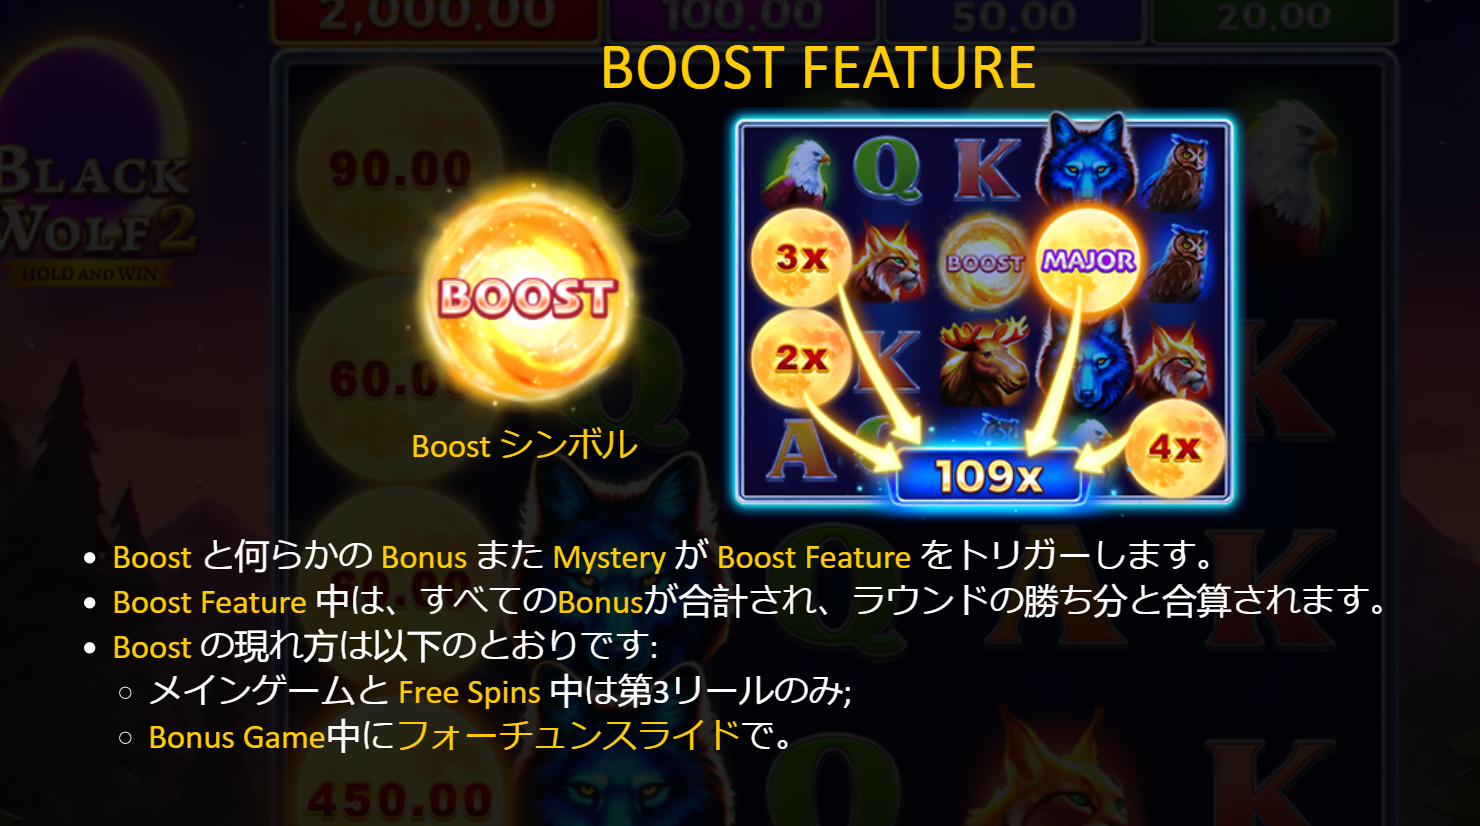 2,000.00 100.00 50.00 20.00
BOOST FEATURE
BLACK
WOLF 2
HOLD AND WIN
90.00
Q
Q K
3x BOOST MAJOR
BOOST
2x K
60.0
K
A 4x
109x
Boost シンボル
• Boost と何らかの Bonus また Mystery が Boost Feature をトリガーします。
• Boost Feature 中は、すべてのBonusが合計され、ラウンドの勝ち分と合算されます。
• Boost の現れ方は以下のとおりです:
○ メインゲームと Free Spins 中は第3リールのみ;
○ Bonus Game中にフォーチュンスライドで。
60.00
Q A K
450.00
Q K